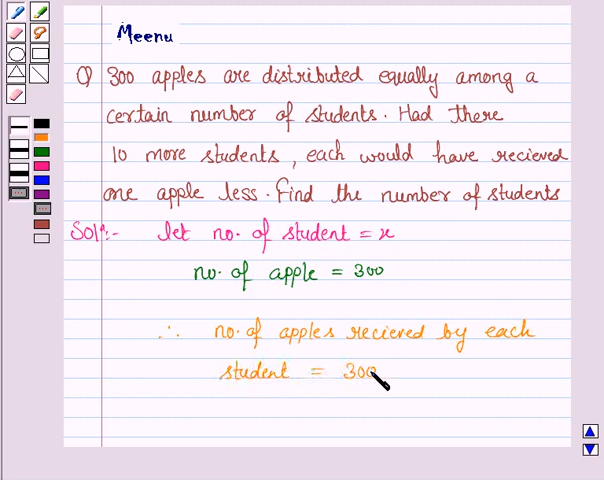 Meenu
Q 300 apples are distributed equally among a
certain number of students. Had there
10 more students, each would have recieved
one apple less. Find the number of students
Solⁿ:- let no. of student = x
no. of apple = 300
∴ no. of apples recieved by each
student = 300